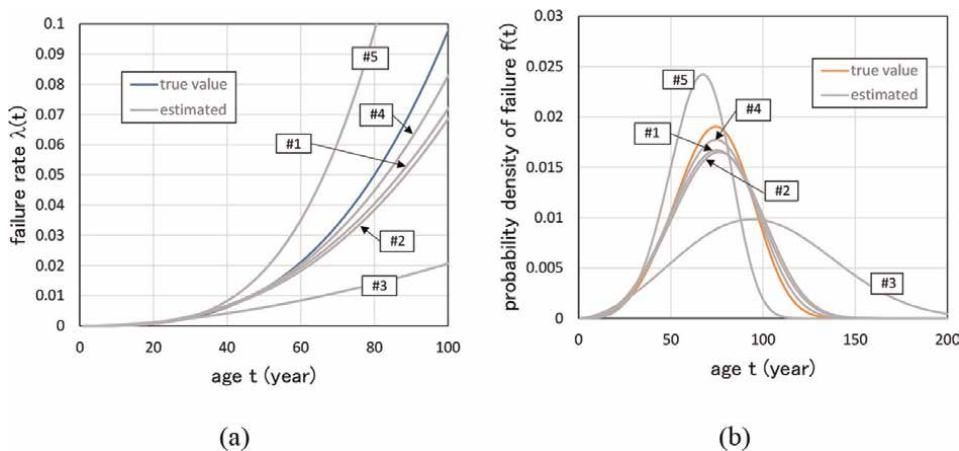 0.1
0.09
0.08
0.07
0.06
0.05
0.04
0.03
0.02
0.01
0
failure rate λ(t)
true value
estimated
#5
#4
#1
#2
#3
0 20 40 60 80 100
age t (year)
(a)
0.03
0.025
0.02
0.015
0.01
0.005
0
probability density of failure f(t)
#5
true value
estimated
#4
#1
#2
#3
0 50 100 150 200
age t (year)
(b)